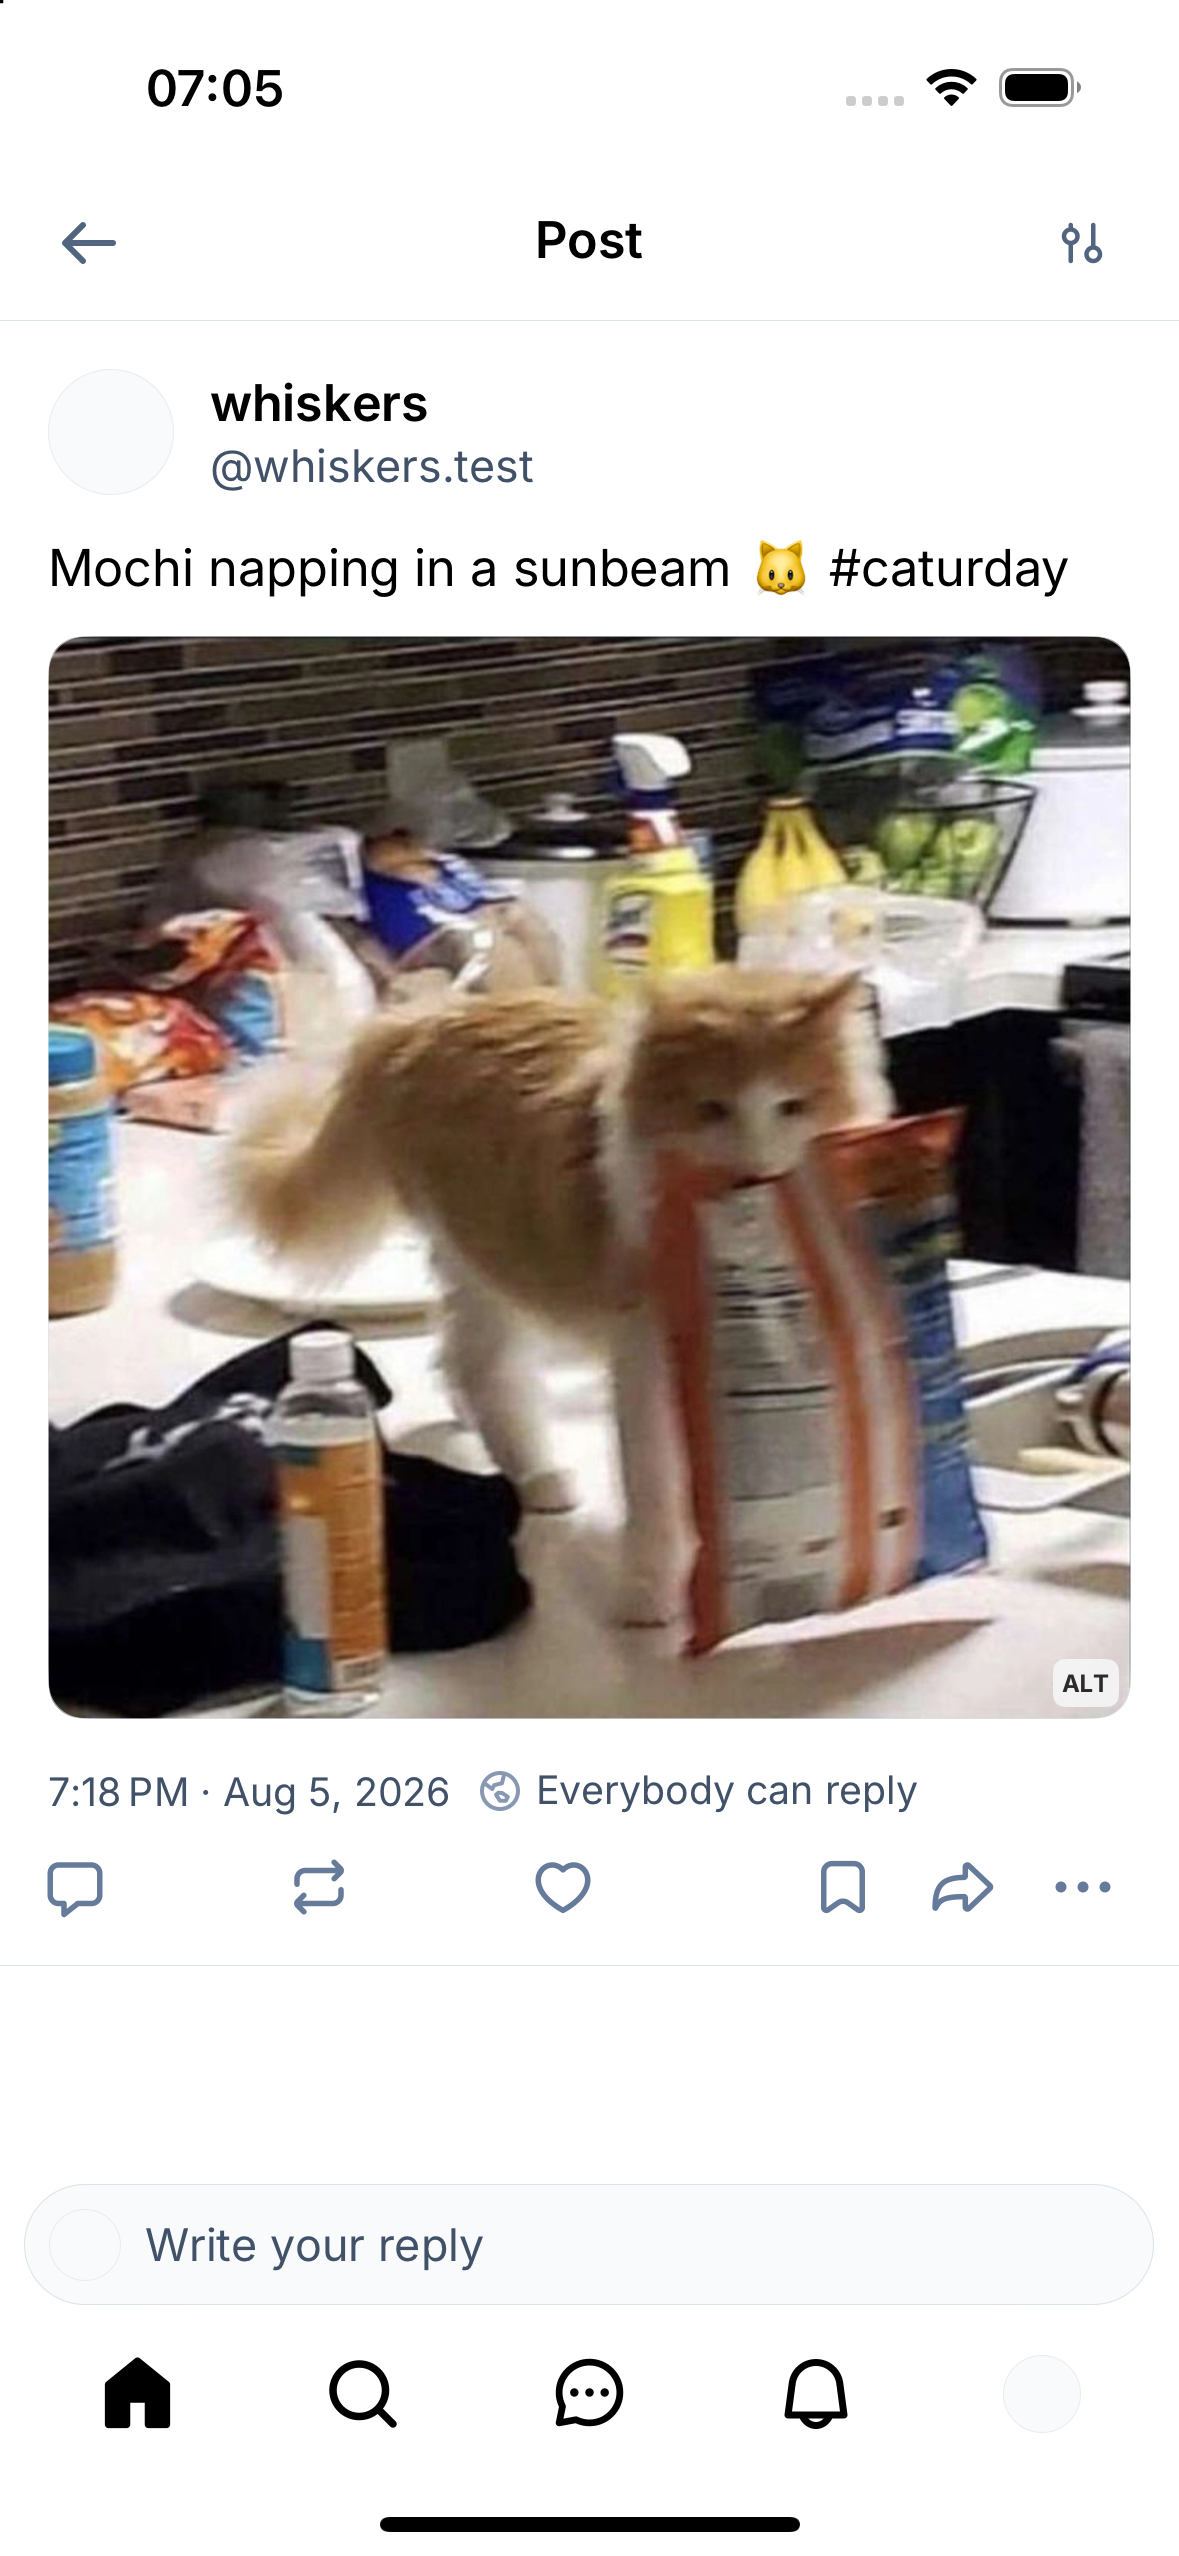 07:05
Post
whiskers
@whiskers.test
Mochi napping in a sunbeam 🐱 #caturday
ALT
7:18 PM · Aug 5, 2026 Everybody can reply
Write your reply